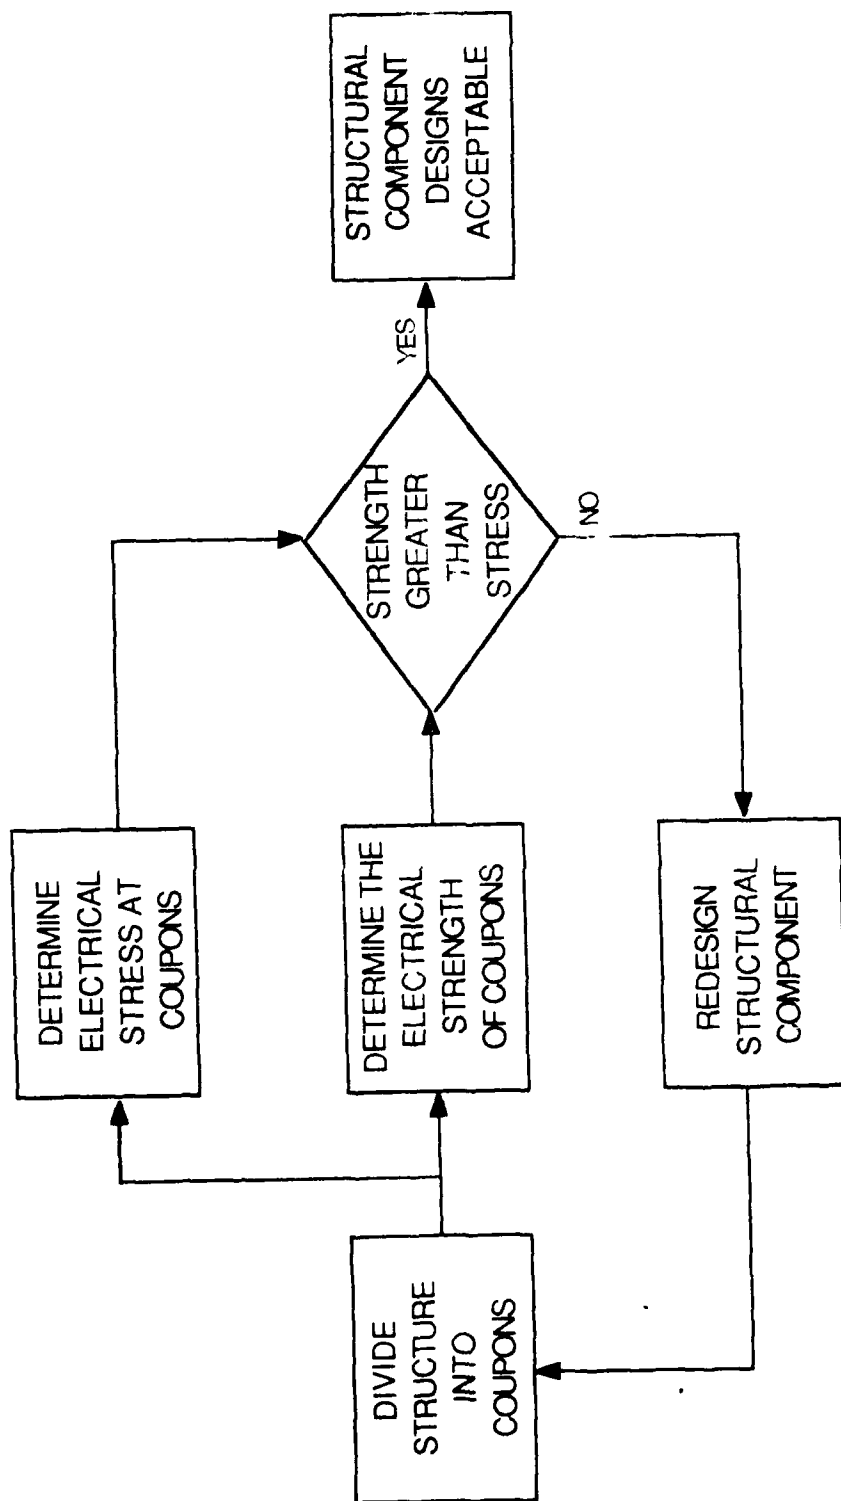 DIVIDE
STRUCTURE
INTO
COUPONS
DETERMINE
ELECTRICAL
STRESS AT
COUPONS
DETERMINE THE
ELECTRICAL
STRENGTH
OF COUPONS
REDESIGN
STRUCTURAL
COMPONENT
STRENGTH
GREATER
THAN
STRESS
YES
NO
STRUCTURAL
COMPONENT
DESIGNS
ACCEPTABLE